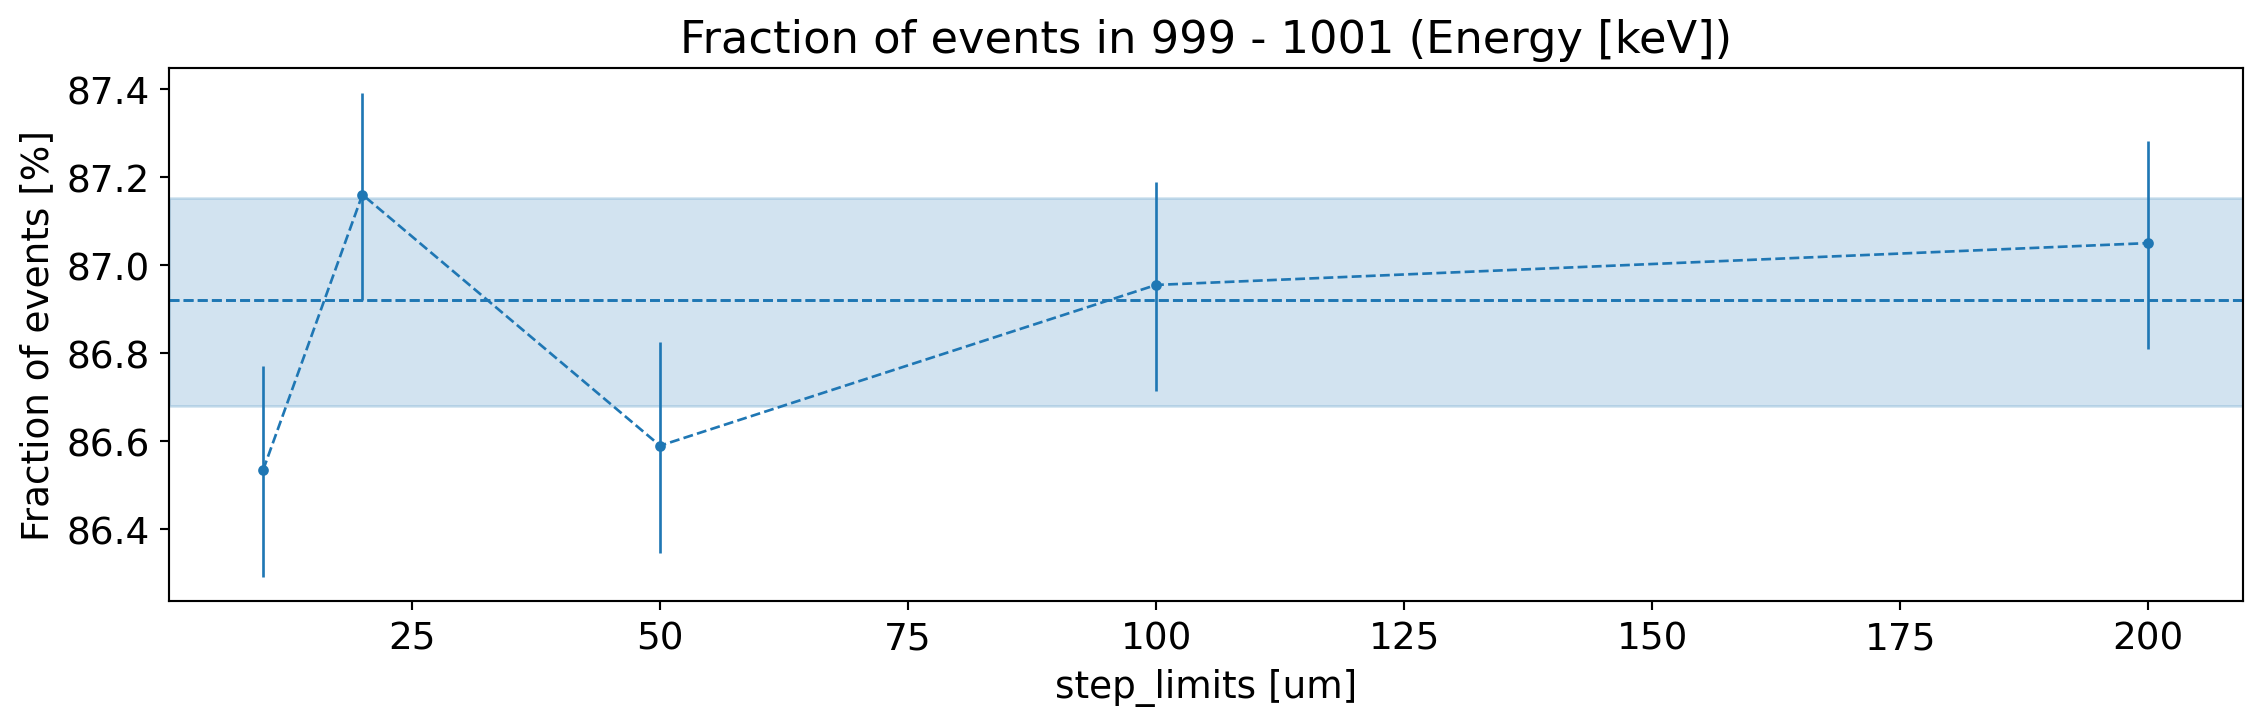 Fraction of events in 999 - 1001 (Energy [keV])
Fraction of events [%]
87.4
87.2
87.0
86.8
86.6
86.4
25 50 75 100 125 150 175 200
step_limits [um]